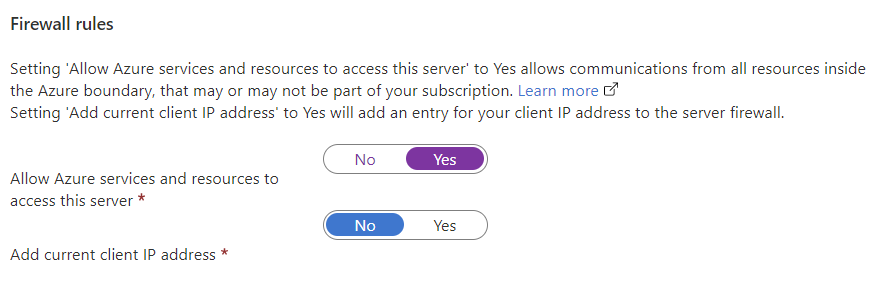 Firewall rules
Setting 'Allow Azure services and resources to access this server' to Yes allows communications from all resources inside
the Azure boundary, that may or may not be part of your subscription. Learn more
Setting 'Add current client IP address' to Yes will add an entry for your client IP address to the server firewall.
No Yes
Allow Azure services and resources to
access this server *
No Yes
Add current client IP address *